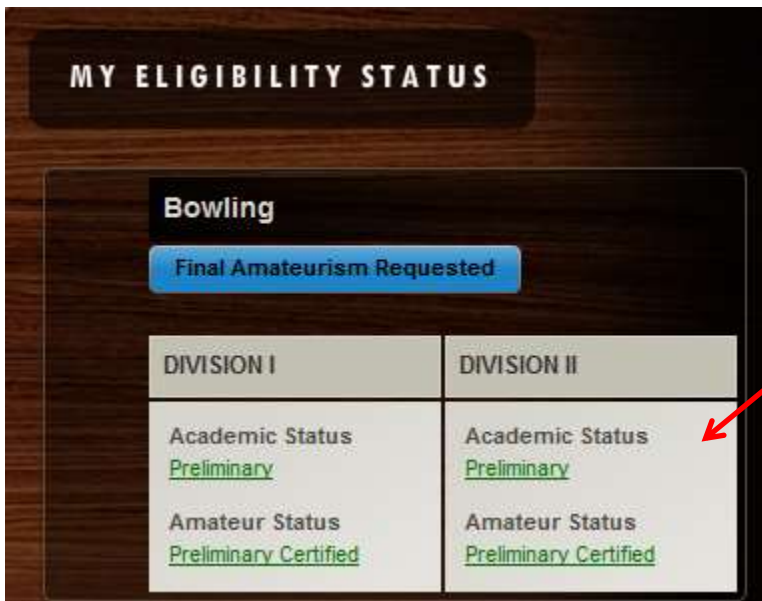 MY ELIGIBILITY STATUS
Bowling
Final Amateurism Requested
DIVISION I
DIVISION II
Academic Status
Preliminary
Amateur Status
Preliminary Certified
Academic Status
Preliminary
Amateur Status
Preliminary Certified